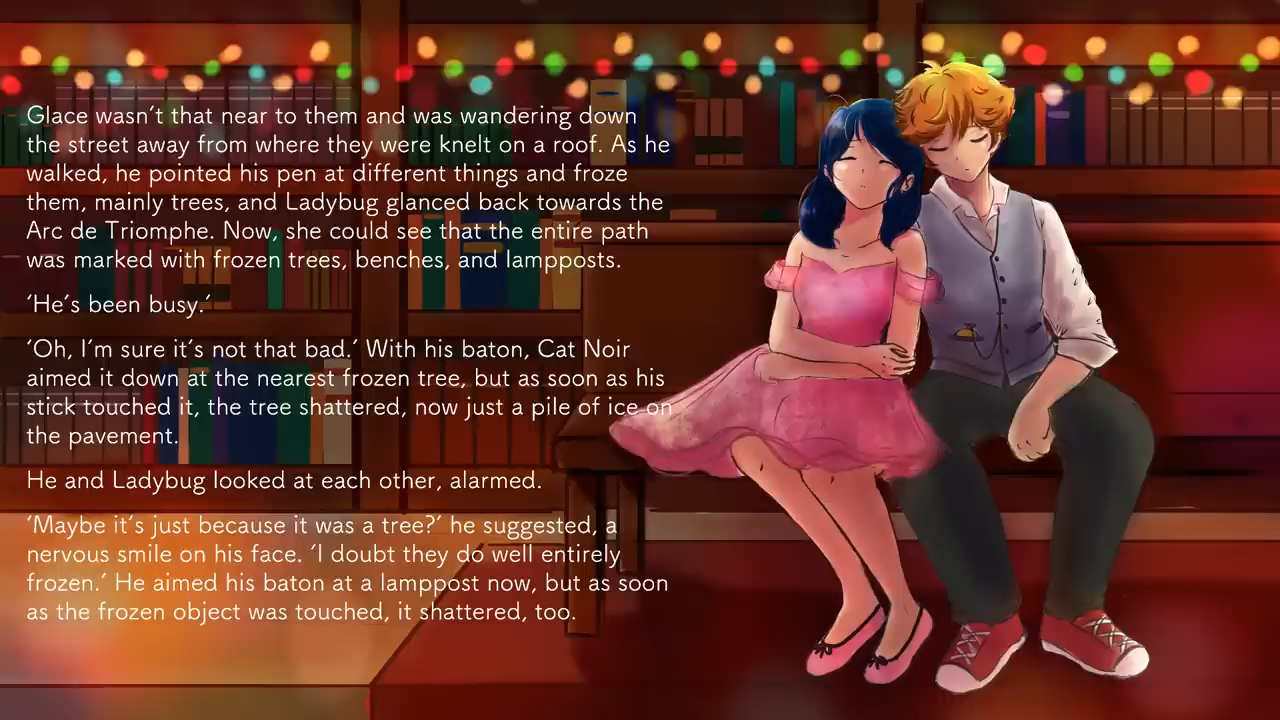 Glace wasn't that near to them and was wandering down
the street away from where they were knelt on a roof. As he
walked, he pointed his pen at different things and froze
them, mainly trees, and Ladybug glanced back towards the
Arc de Triomphe. Now, she could see that the entire path
was marked with frozen trees, benches, and lampposts.
'He's been busy.'
'Oh, I'm sure it's not that bad.' With his baton, Cat Noir
aimed it down at the nearest frozen tree, but as soon as his
stick touched it, the tree shattered, now just a pile of ice on
the pavement.
He and Ladybug looked at each other, alarmed.
'Maybe it's just because it was a tree?' he suggested, a
nervous smile on his face. 'I doubt they do well entirely
frozen.' He aimed his baton at a lamppost now, but as soon
as the frozen object was touched, it shattered, too.